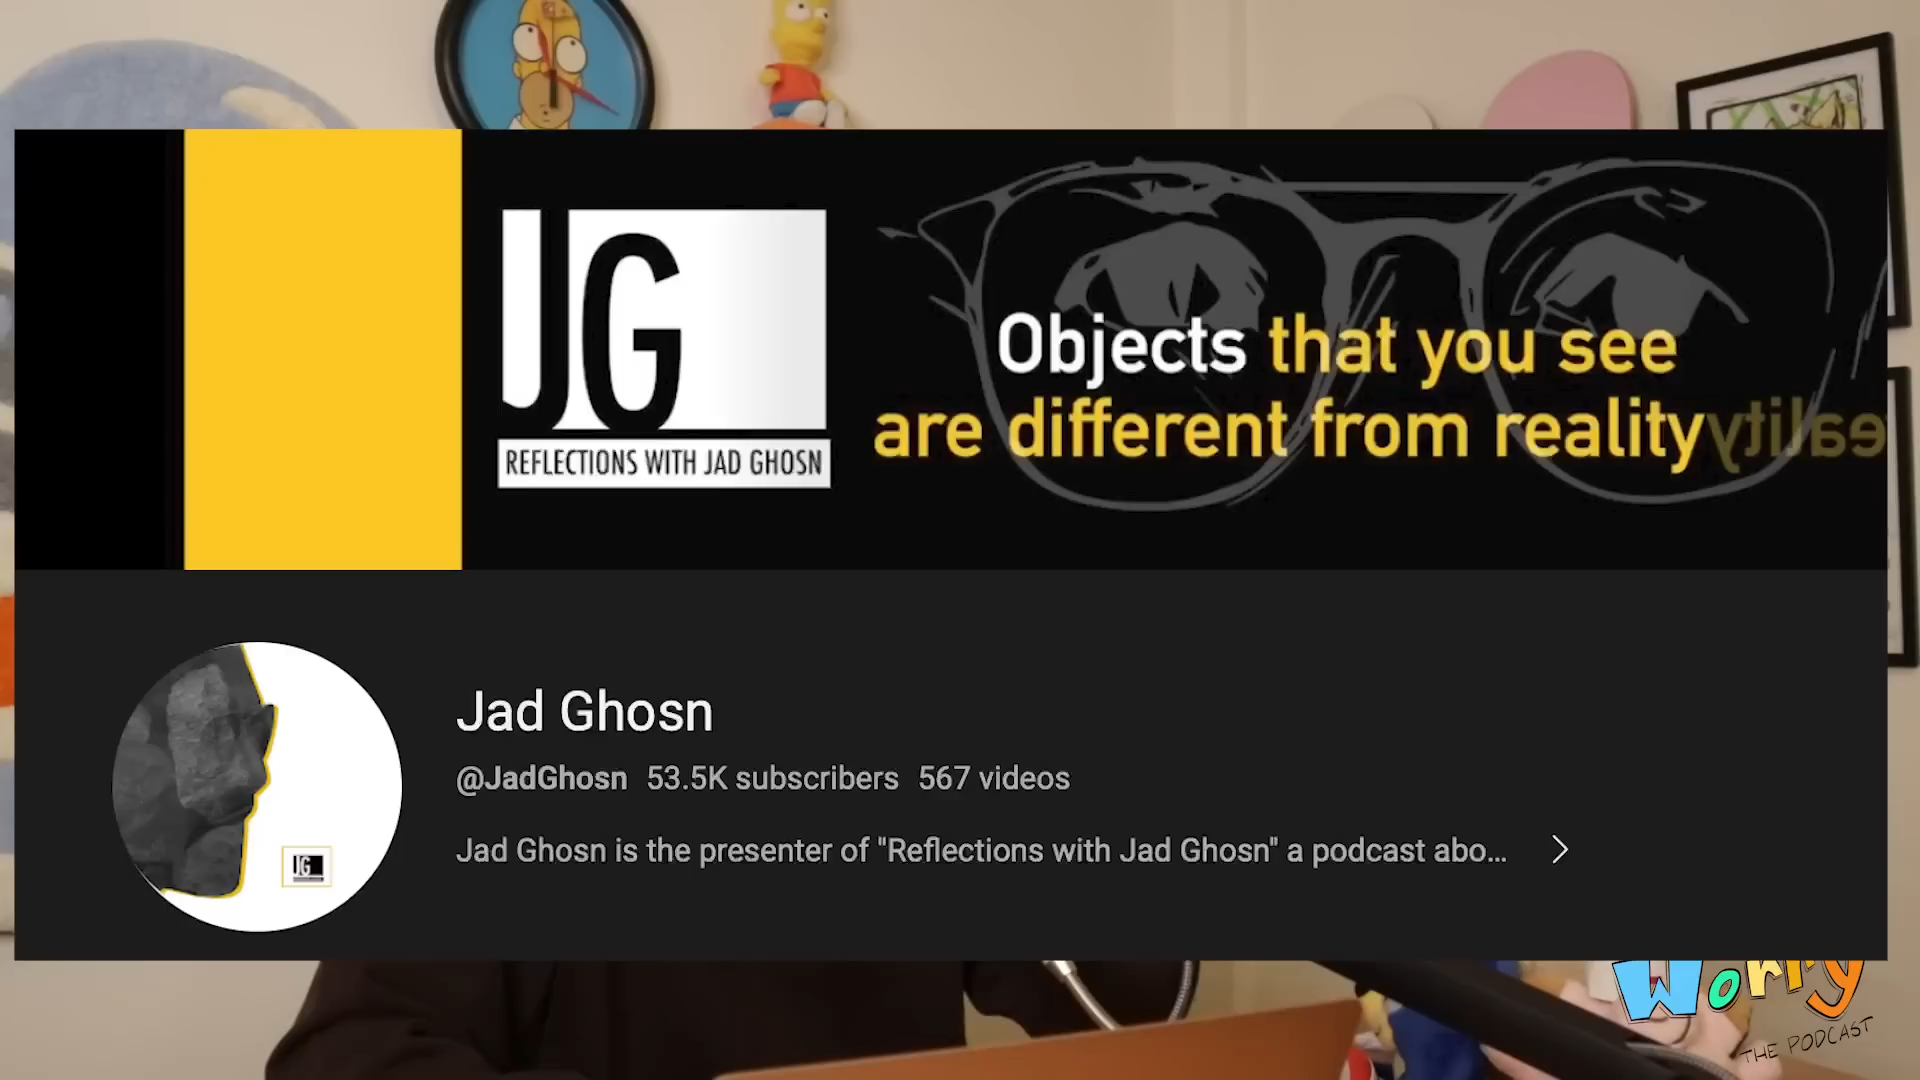 JG
REFLECTIONS WITH JAD GHOSN
Objects that you see
are different from reality
Jad Ghosn
@JadGhosn 53.5K subscribers 567 videos
Jad Ghosn is the presenter of "Reflections with Jad Ghosn" a podcast abo...
JG
Worry
THE PODCAST